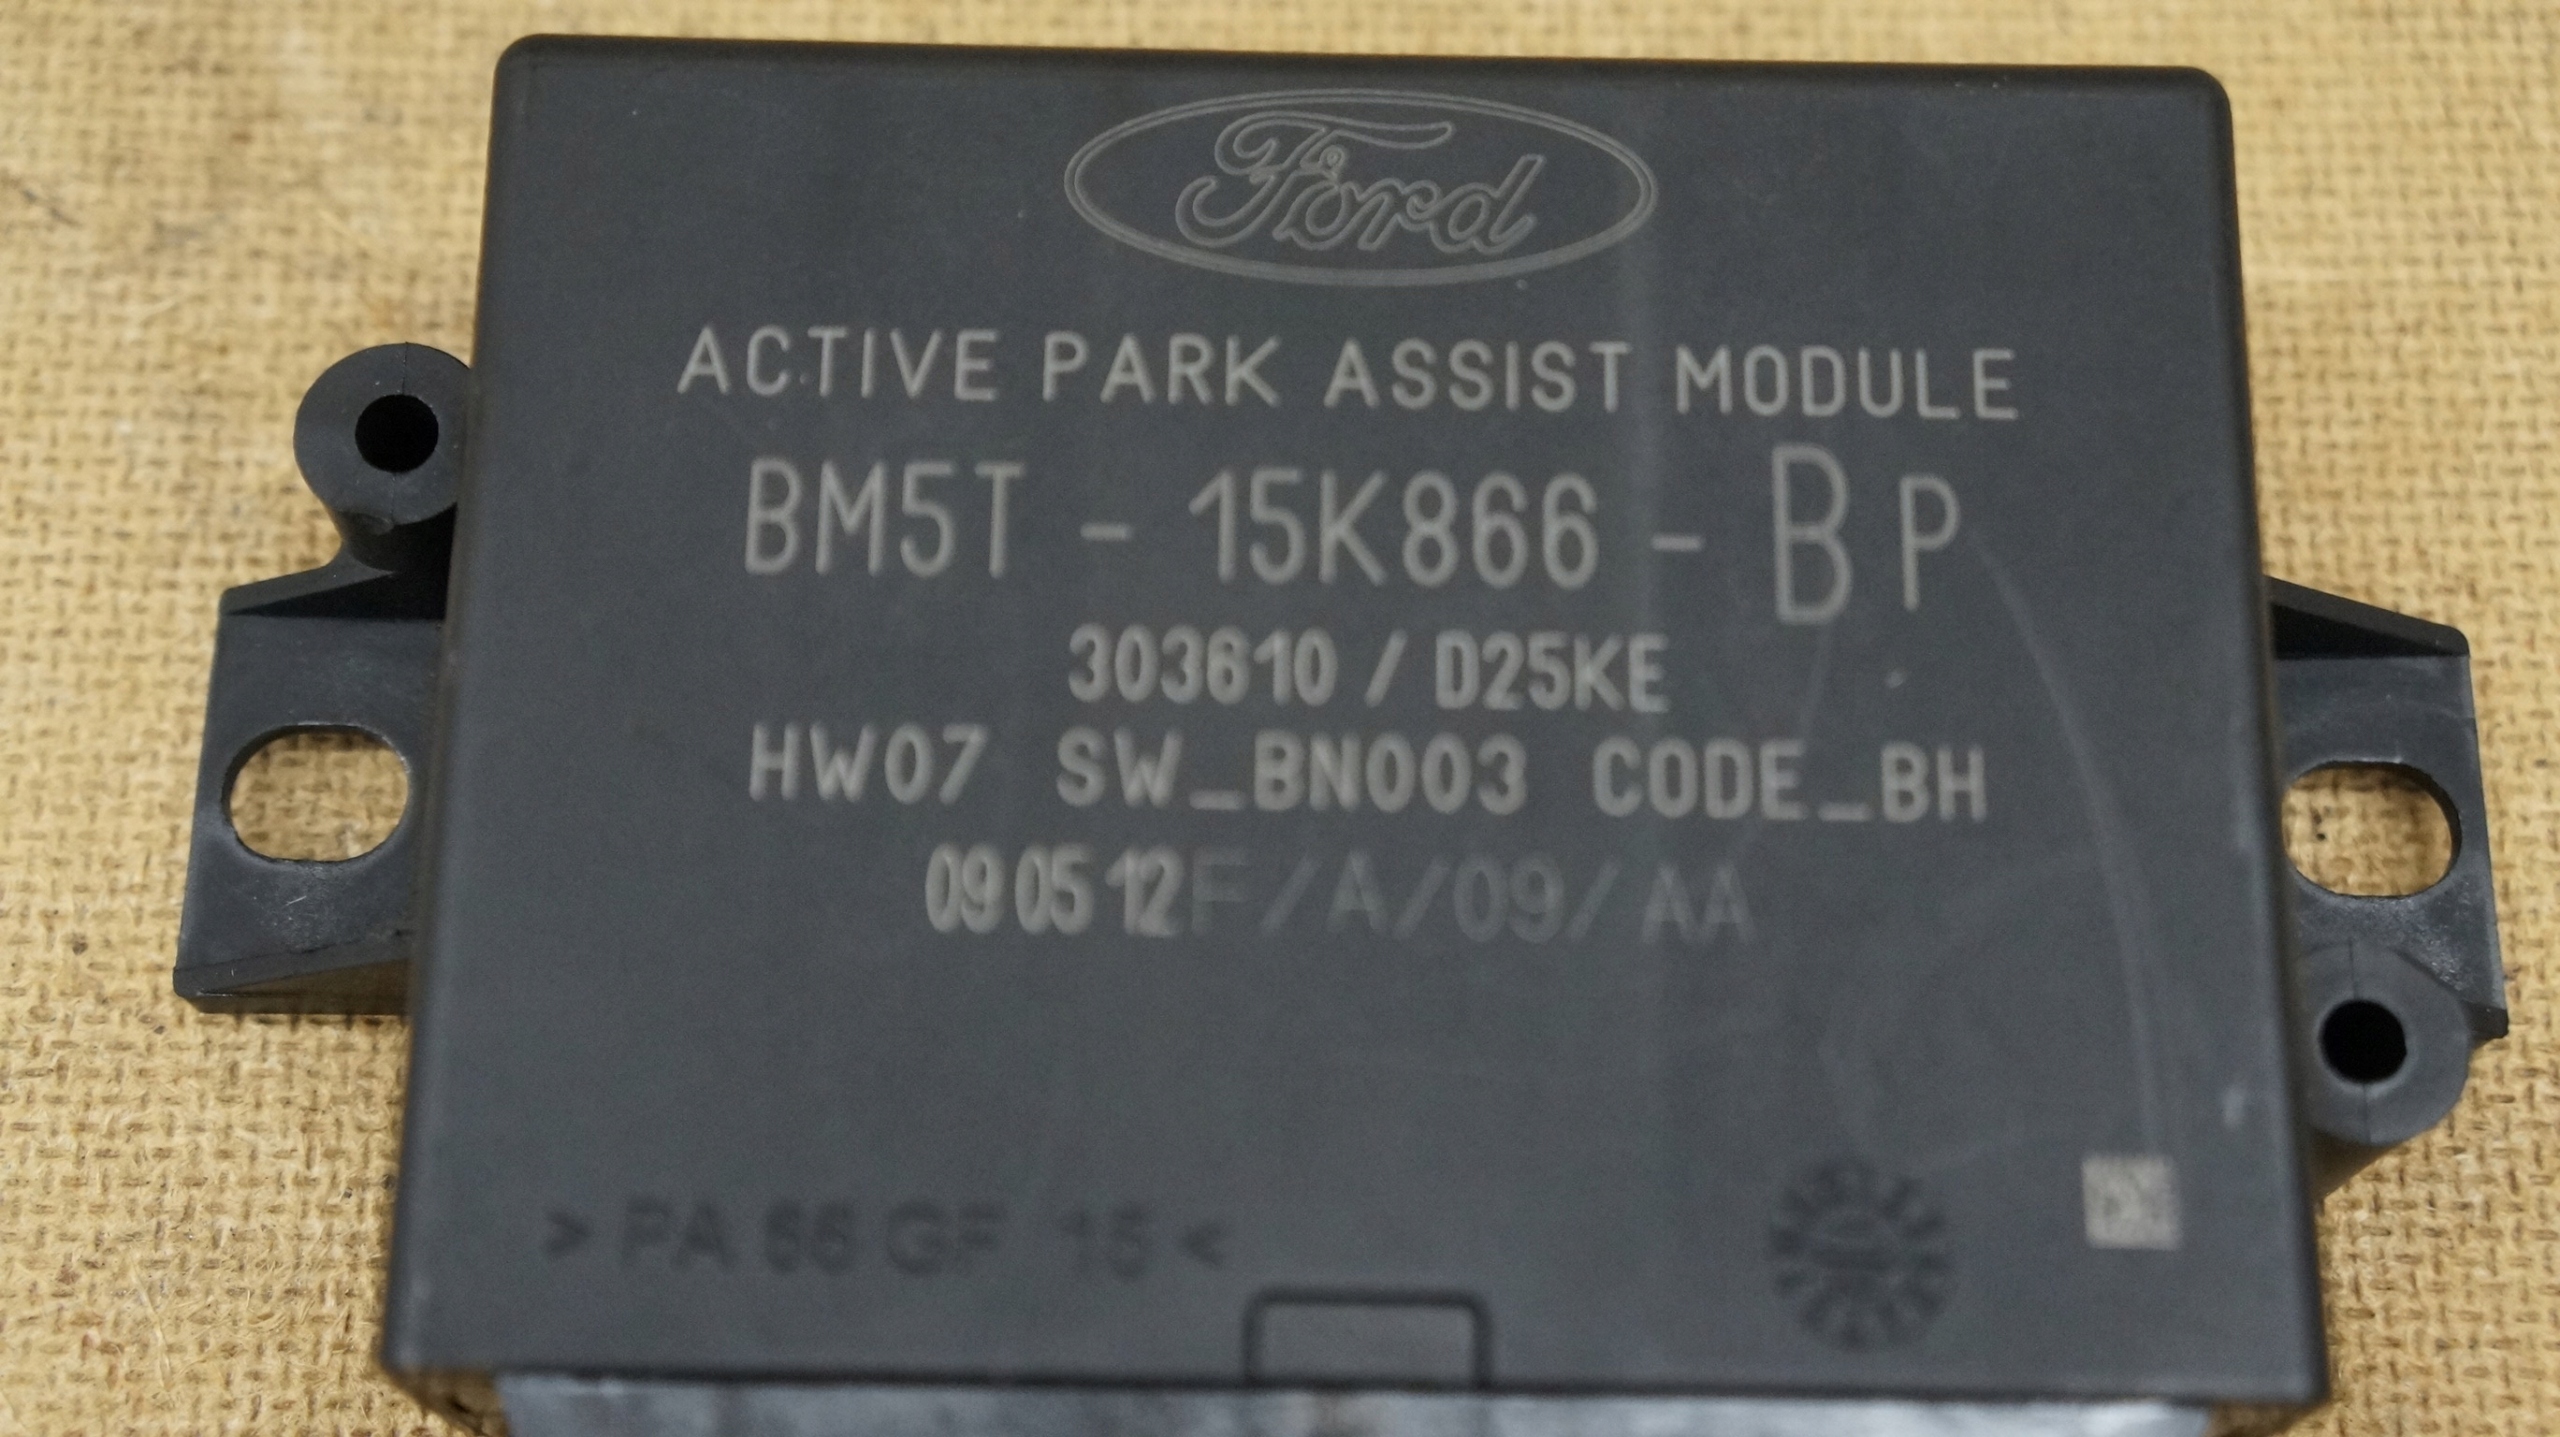 Ford
ACTIVE PARK ASSIST MODULE
BM5T - 15K866 - BP
303610 / D25KE
HW07 SW_BN003 CODE_BH
09 05 12 F/A/09/AA
> PA 66 GF 15 <